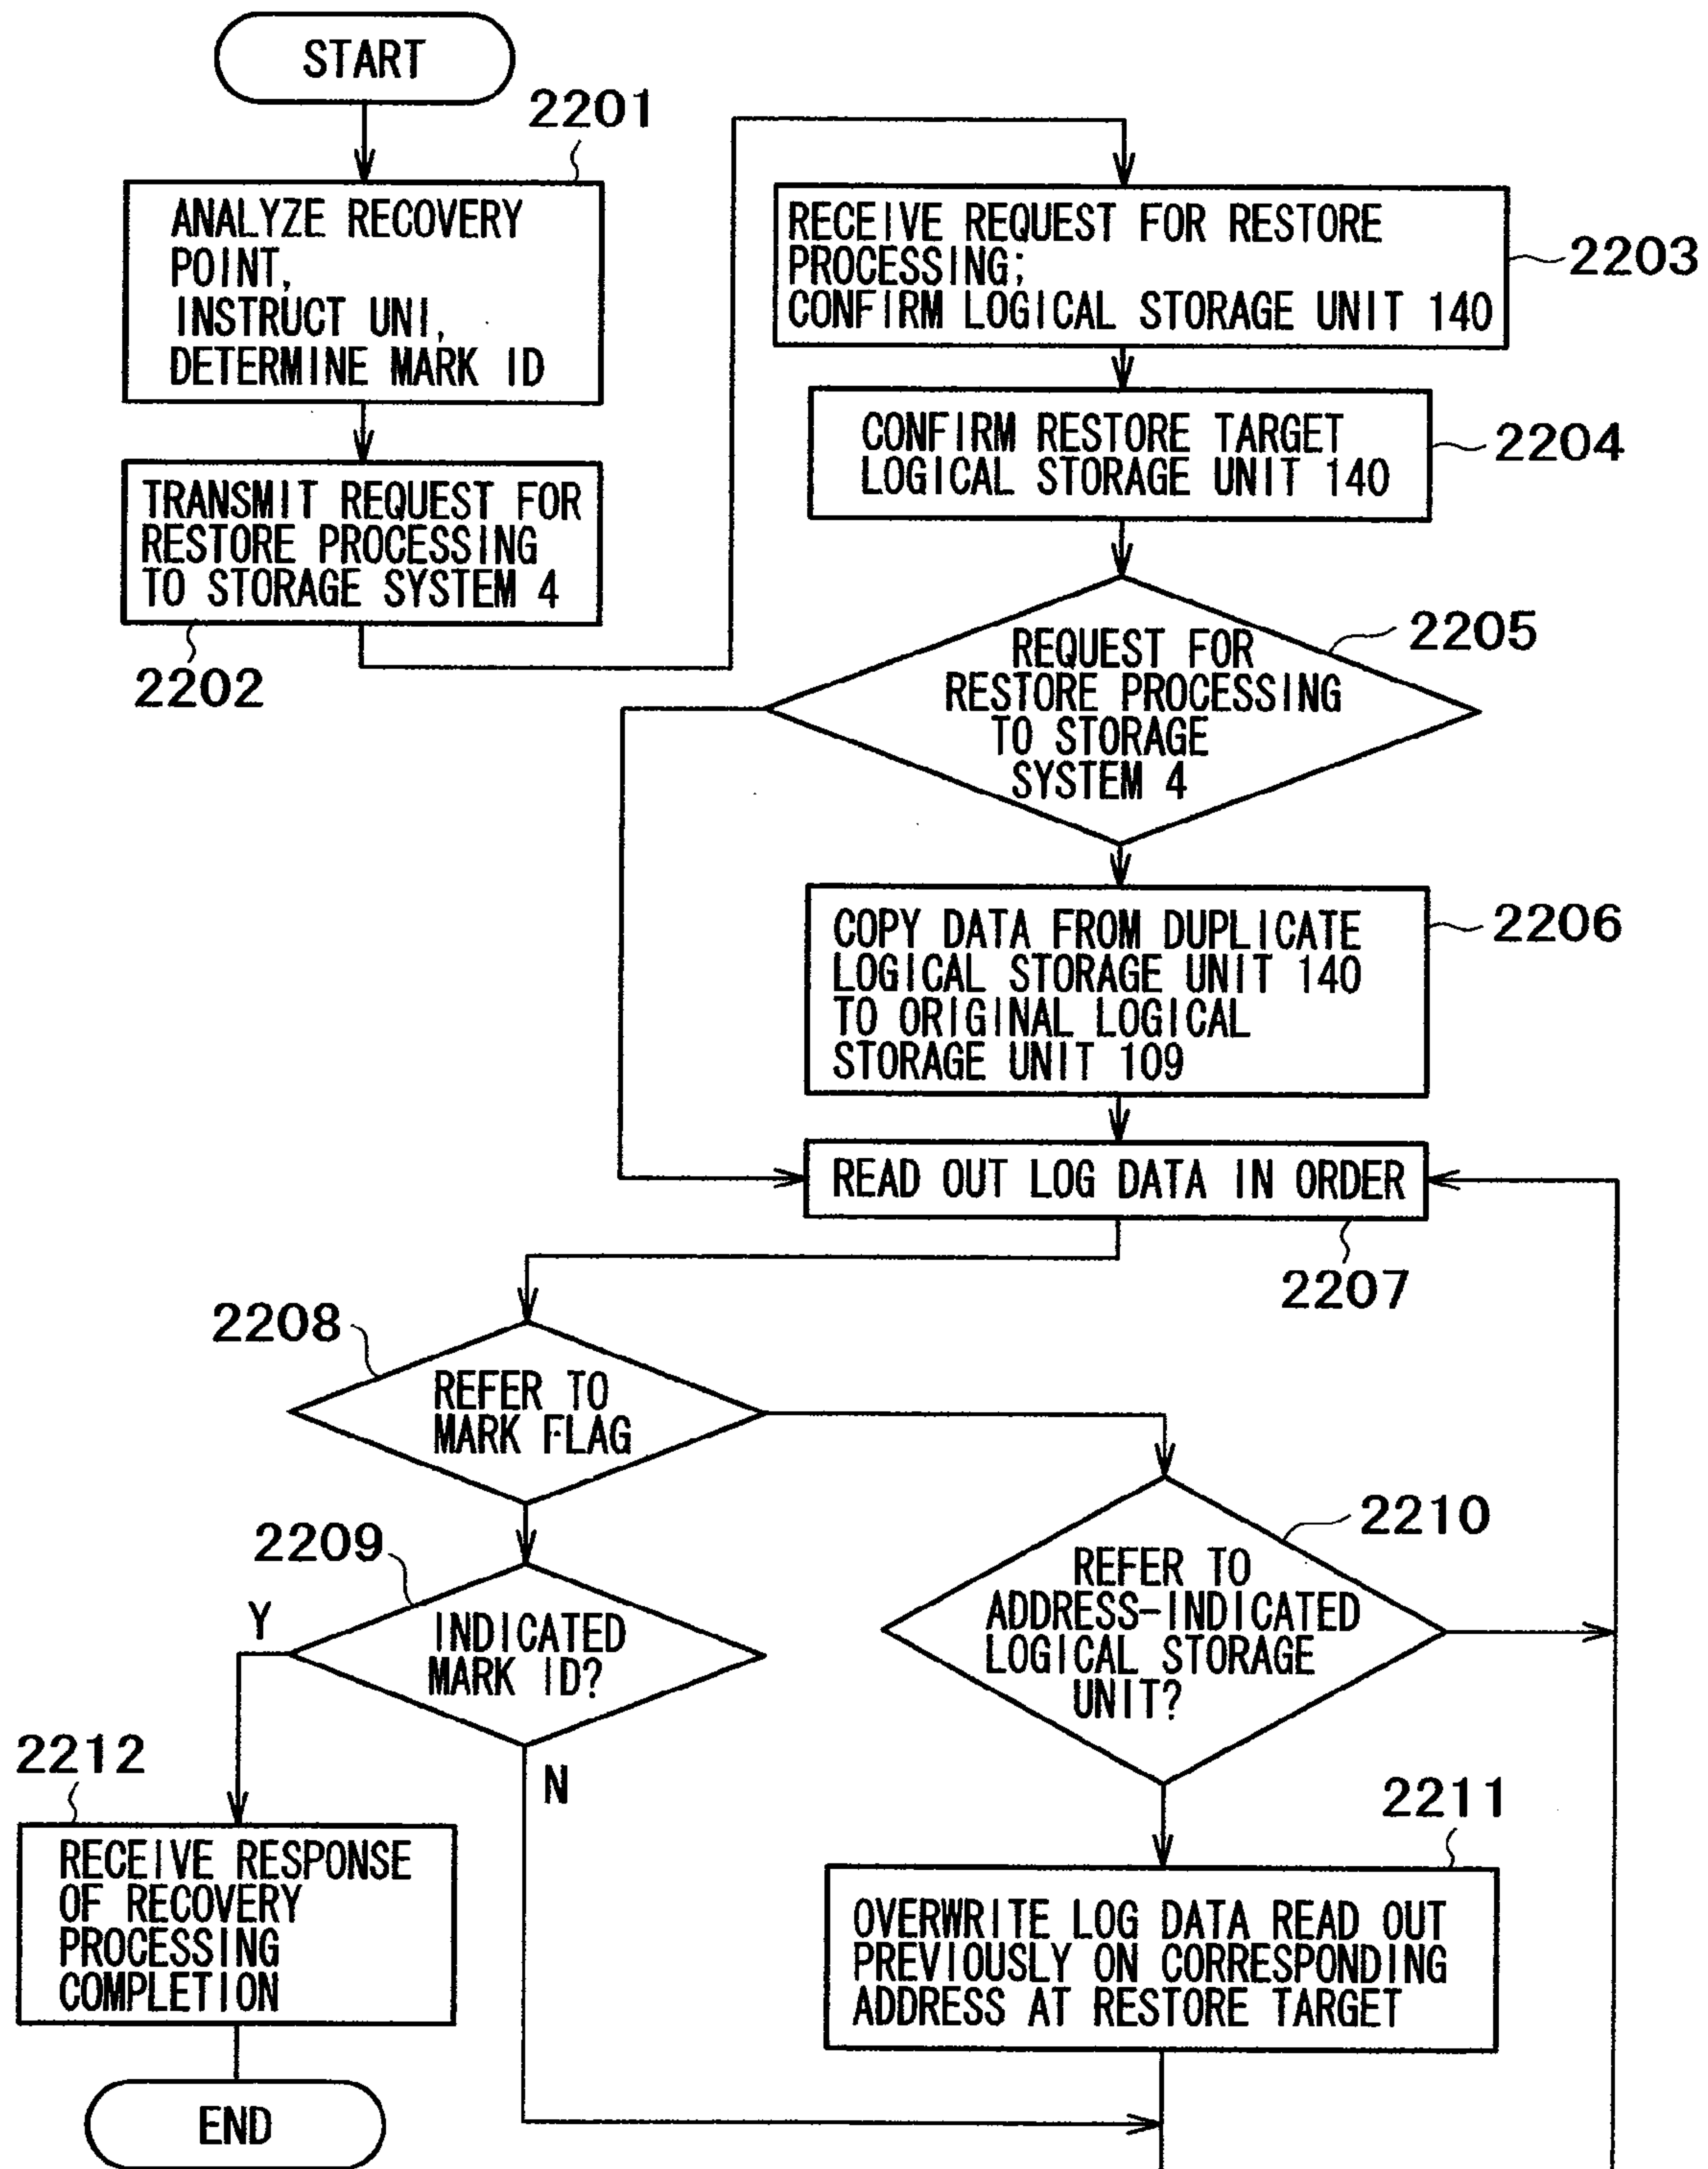 START
2201
ANALYZE RECOVERY
POINT,
INSTRUCT UNI,
DETERMINE MARK ID
TRANSMIT REQUEST FOR
RESTORE PROCESSING
TO STORAGE SYSTEM 4
2202
RECEIVE REQUEST FOR RESTORE
PROCESSING;
CONFIRM LOGICAL STORAGE UNIT 140
2203
CONFIRM RESTORE TARGET
LOGICAL STORAGE UNIT 140
2204
REQUEST FOR
RESTORE PROCESSING
TO STORAGE
SYSTEM 4
2205
COPY DATA FROM DUPLICATE
LOGICAL STORAGE UNIT 140
TO ORIGINAL LOGICAL
STORAGE UNIT 109
2206
READ OUT LOG DATA IN ORDER
2207
2208
REFER TO
MARK FLAG
2209
INDICATED
MARK ID?
Y
N
2210
REFER TO
ADDRESS-INDICATED
LOGICAL STORAGE
UNIT?
2211
OVERWRITE LOG DATA READ OUT
PREVIOUSLY ON CORRESPONDING
ADDRESS AT RESTORE TARGET
2212
RECEIVE RESPONSE
OF RECOVERY
PROCESSING
COMPLETION
END